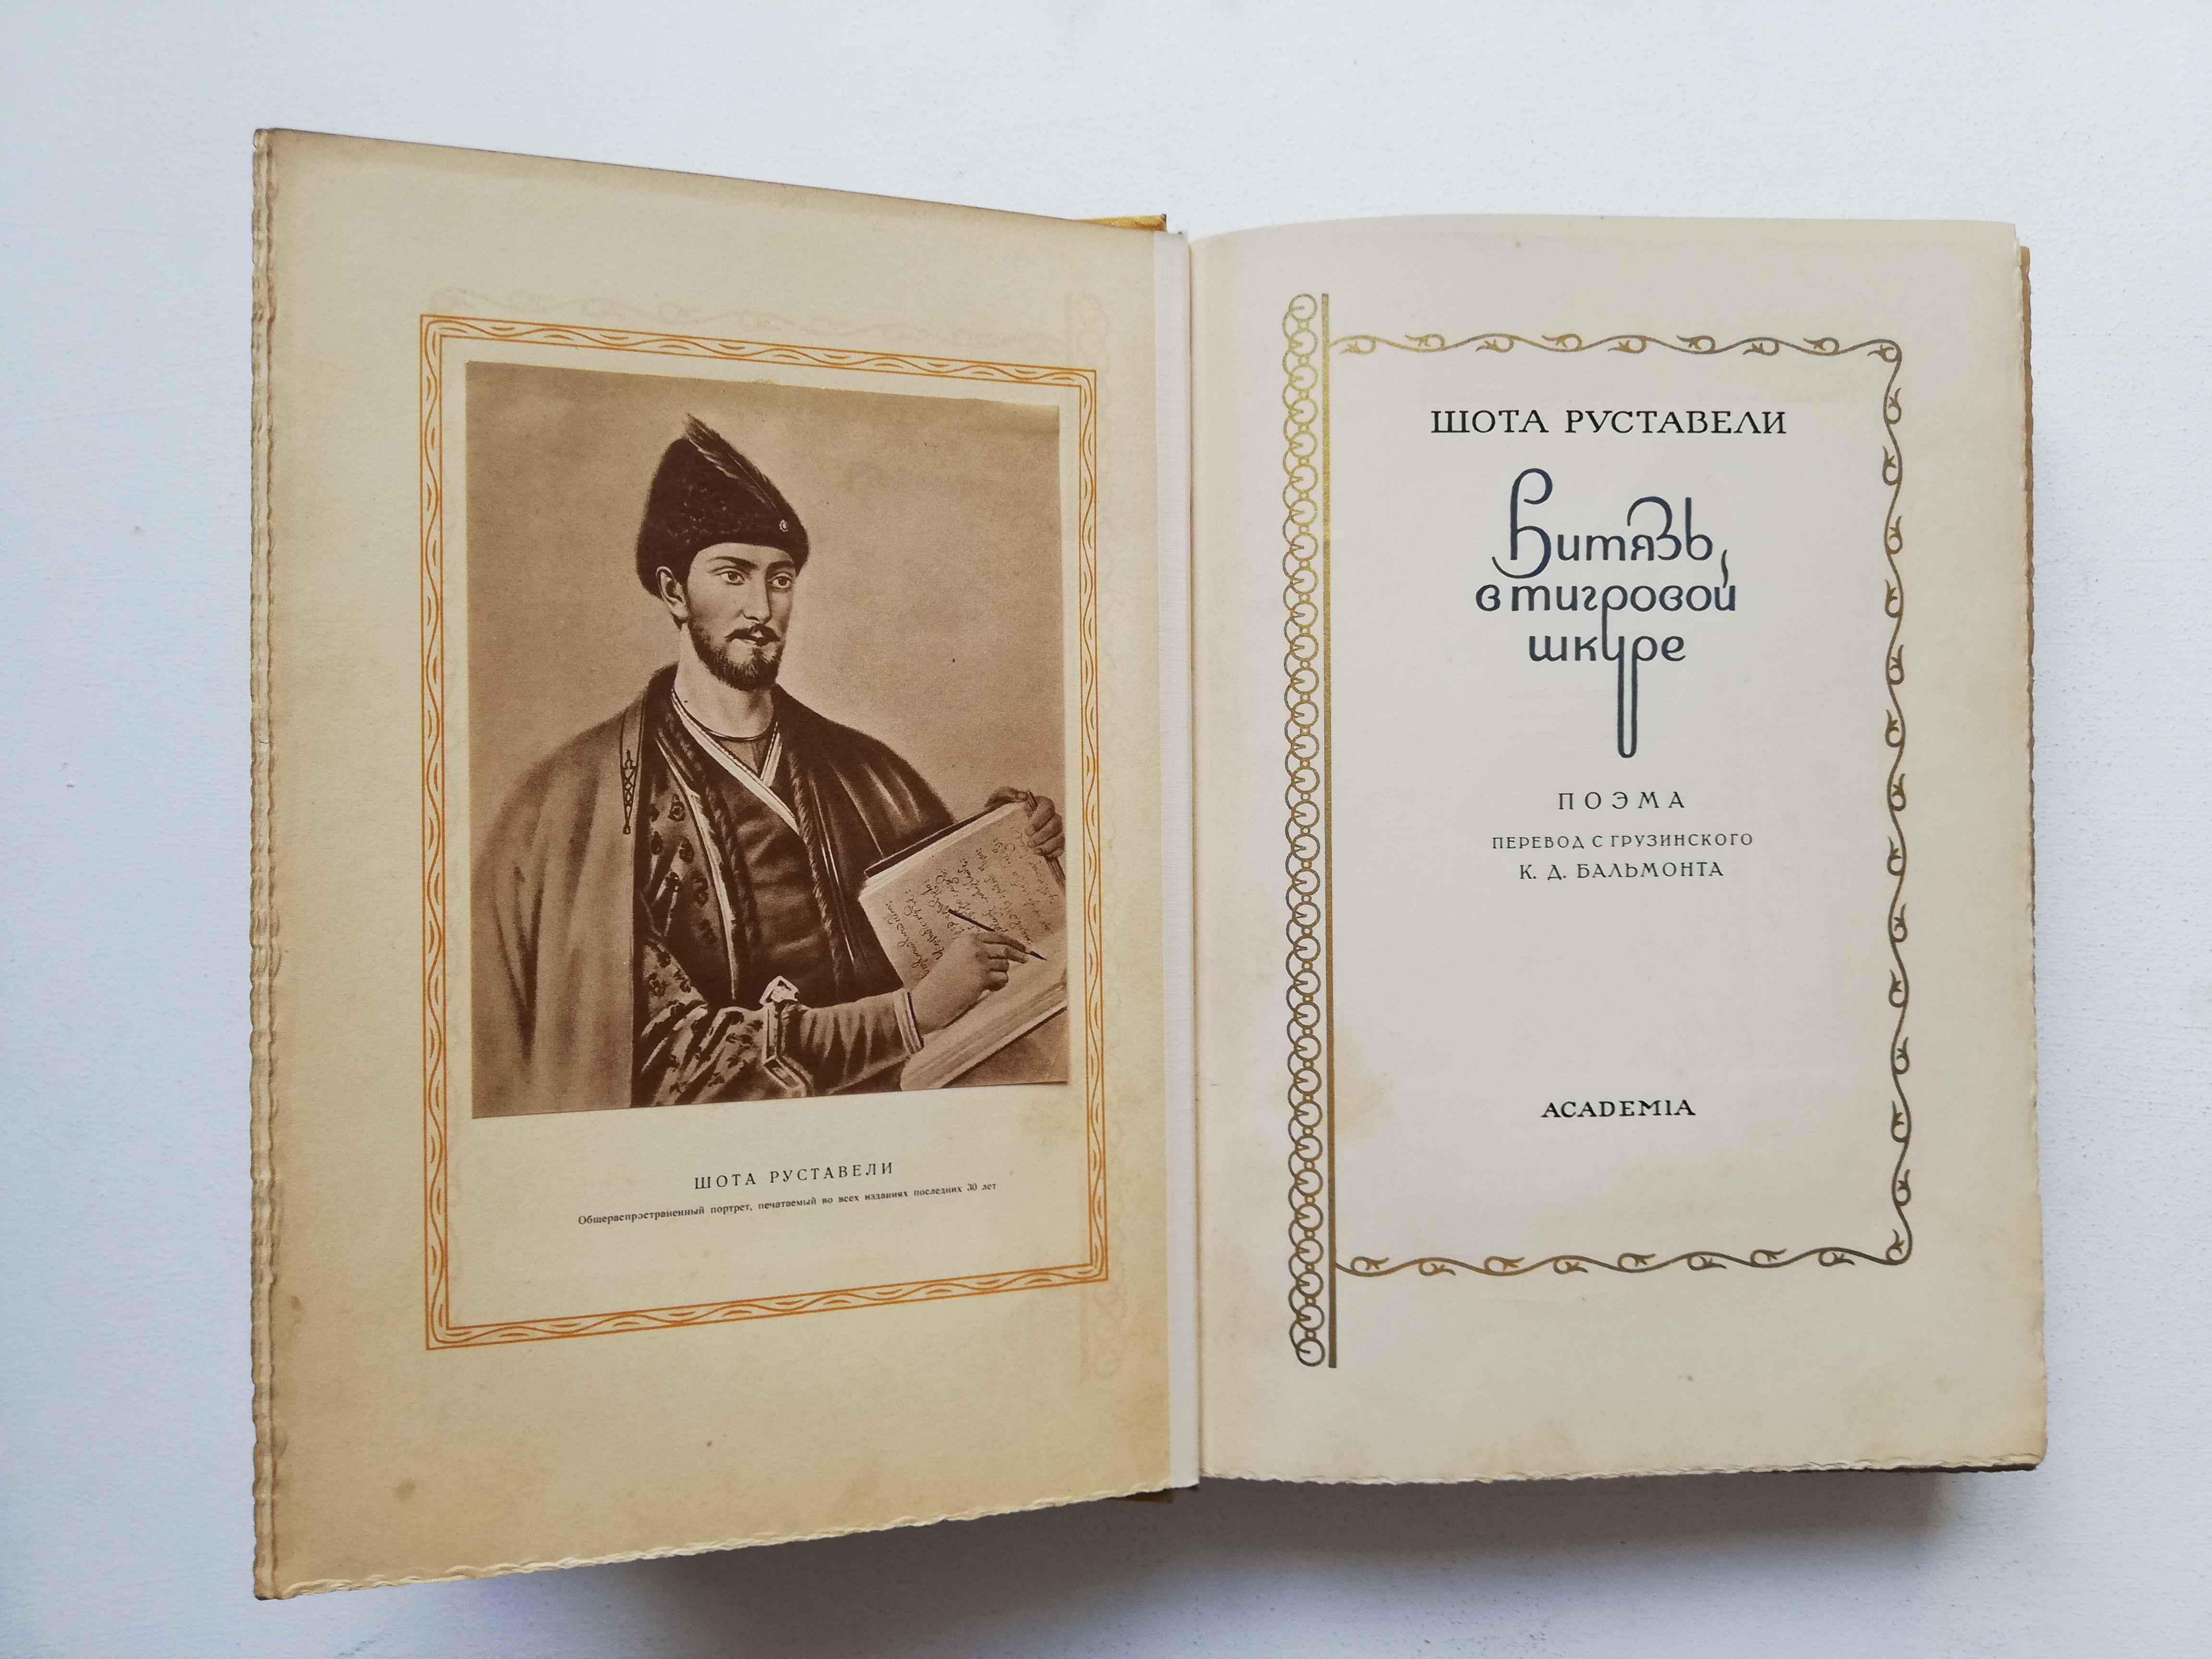 ШОТА РУСТАВЕЛИ
Общераспространенный портрет, печатаемый во всех изданиях последних 30 лет
ШОТА РУСТАВЕЛИ
Витязь
в тигровой
шкуре
ПОЭМА
ПЕРЕВОД С ГРУЗИНСКОГО
К. Д. БАЛЬМОНТА
ACADEMIA